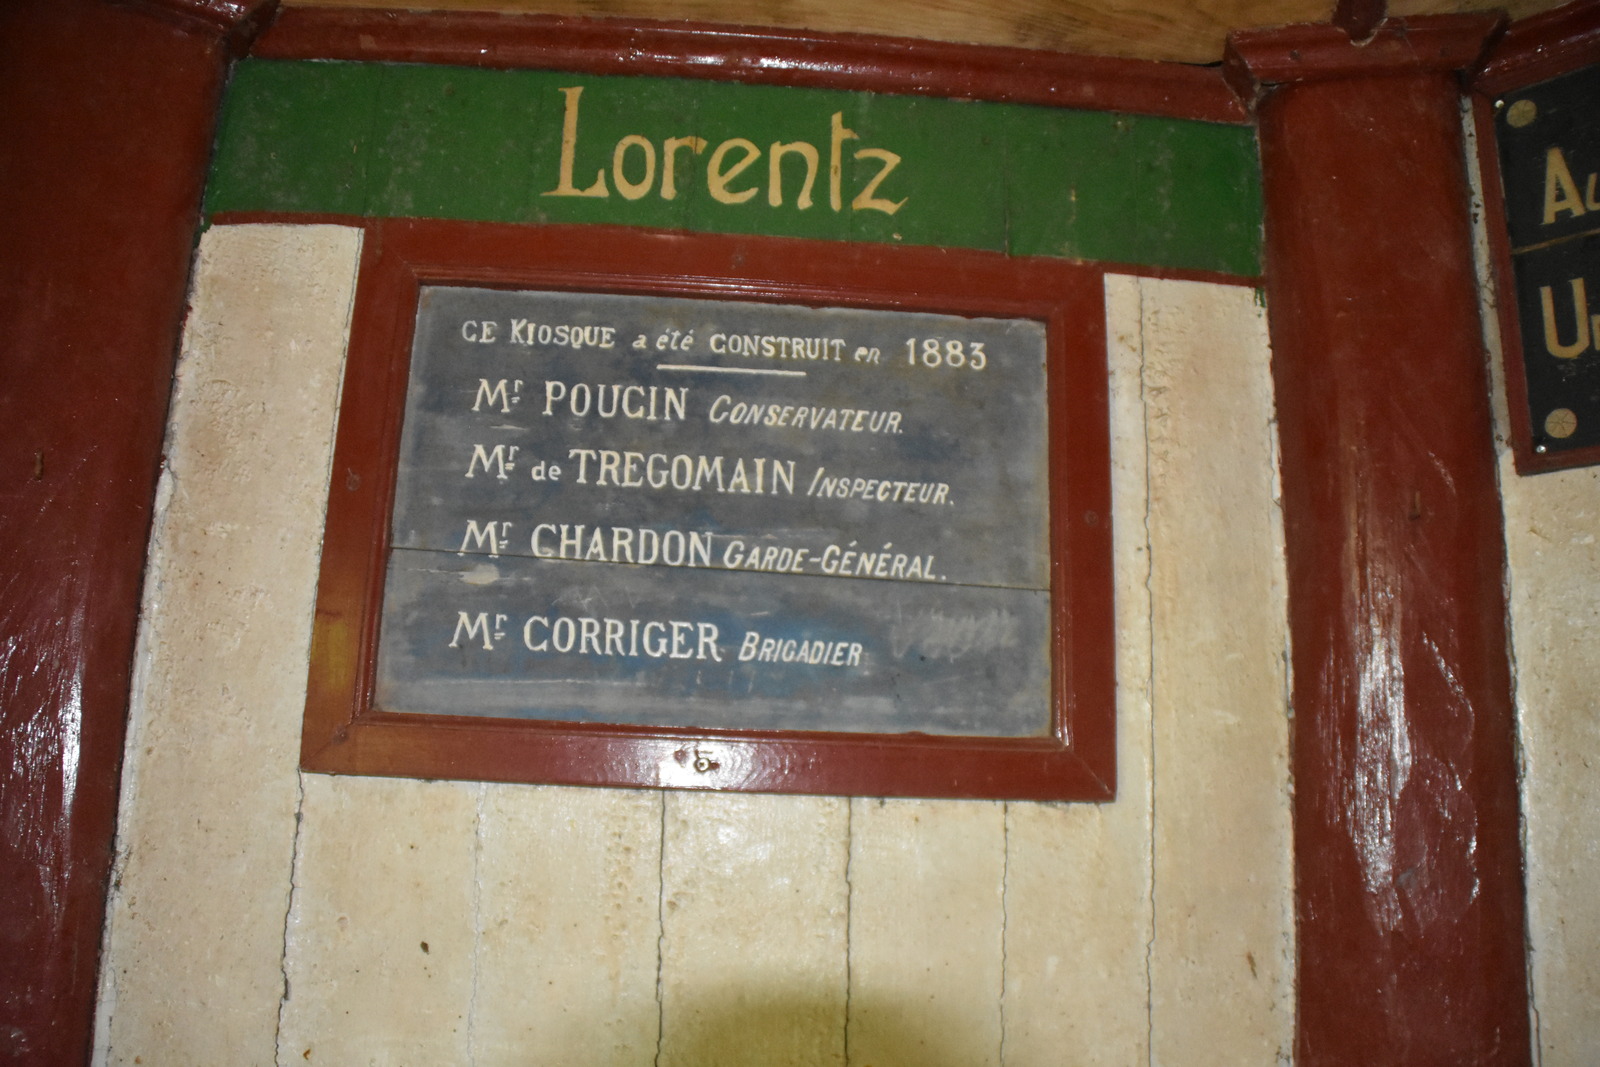 Lorentz
CE KIOSQUE a été CONSTRUIT en 1883
Mr POUCIN CONSERVATEUR.
Mr de TREGOMAIN INSPECTEUR.
Mr CHARDON GARDE-GÉNÉRAL.
Mr CORRIGER BRIGADIER